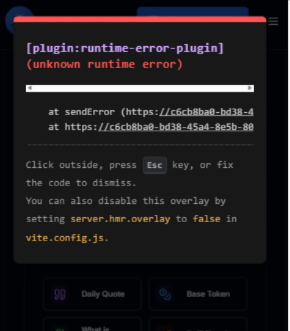 [plugin:runtime-error-plugin]
(unknown runtime error)
at sendError (https://c6cb8ba0-bd38-4
at https://c6cb8ba0-bd38-45a4-8e5b-80
Click outside, press Esc key, or fix
the code to dismiss.
You can also disable this overlay by
setting server.hmr.overlay to false in
vite.config.js.
Daily Quote
Base Token
What is